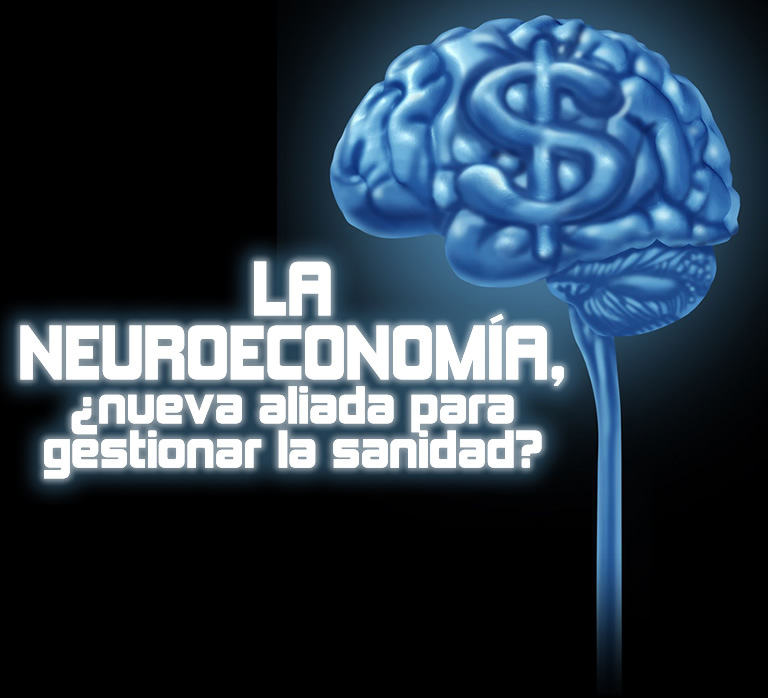 LA
NEUROECONOMÍA,
¿nueva aliada para
gestionar la sanidad?